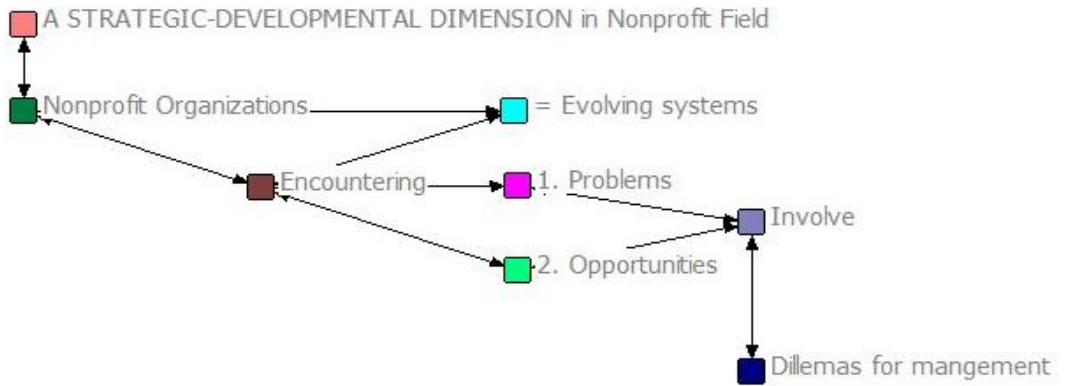 A STRATEGIC-DEVELOPMENTAL DIMENSION in Nonprofit Field
Nonprofit Organizations
= Evolving systems
Encountering
1. Problems
Involve
2. Opportunities
Dillemas for mangement